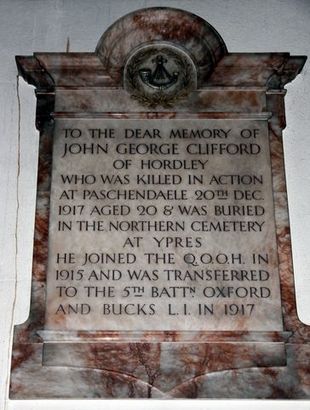 TO THE DEAR MEMORY OF
JOHN GEORGE CLIFFORD
OF HORDLEY
WHO WAS KILLED IN ACTION
AT PASCHENDAELE 20TH DEC.
1917 AGED 20 & WAS BURIED
IN THE NORTHERN CEMETERY
AT YPRES
HE JOINED THE Q.O.O.H. IN
1915 AND WAS TRANSFERRED
TO THE 5TH BATTN OXFORD
AND BUCKS L.I. IN 1917